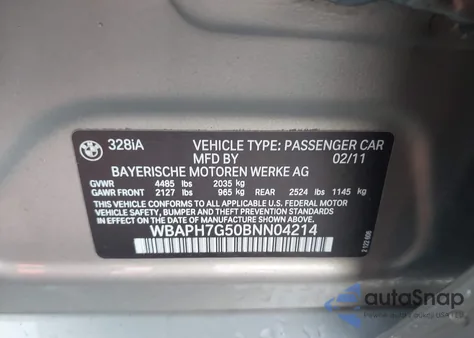 328iA VEHICLE TYPE: PASSENGER CAR
MFD BY 02/11
BAYERISCHE MOTOREN WERKE AG
GVWR 4485 lbs 2035 kg
GAWR FRONT 2127 lbs 965 kg REAR 2524 lbs 1145 kg
THIS VEHICLE CONFORMS TO ALL APPLICABLE
U.S. FEDERAL MOTOR VEHICLE SAFETY, BUMPER,
AND THEFT PREVENTION STANDARDS
IN EFFECT ON THE DATE OF MANUFACTURE SHOWN ABOVE.
WBAPH7G50BNN04214
autoSnap